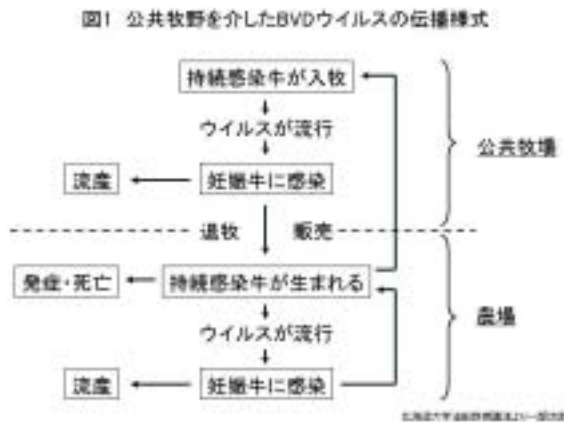 図1 公共牧野を介したBVDウイルスの伝播様式
持続感染牛が入牧
ウイルスが流行
公共牧場
流産
妊娠牛に感染
退牧
販売
発症・死亡
持続感染牛が生まれる
ウイルスが流行
農場
流産
妊娠牛に感染